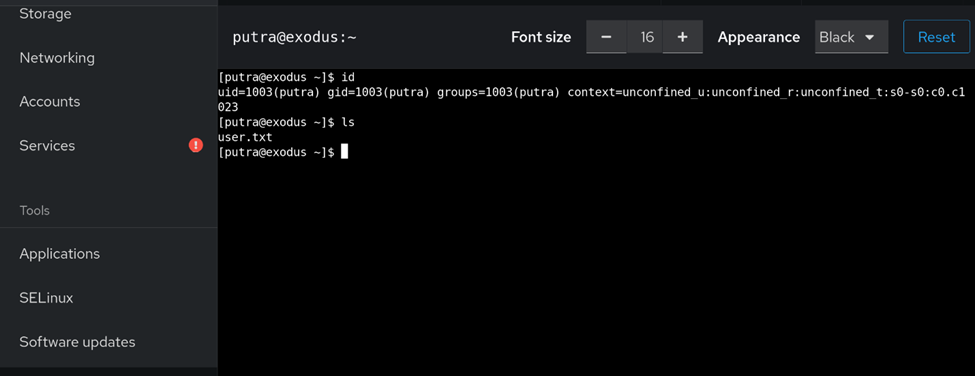 Storage
Networking
Accounts
Services
!
Tools
Applications
SELinux
Software updates
putra@exodus:~
Font size
−
16
+
Appearance
Black
Reset
[putra@exodus ~]$ id
uid=1003(putra) gid=1003(putra) groups=1003(putra) context=unconfined_u:unconfined_r:unconfined_t:s0-s0:c0.c1
023
[putra@exodus ~]$ ls
user.txt
[putra@exodus ~]$